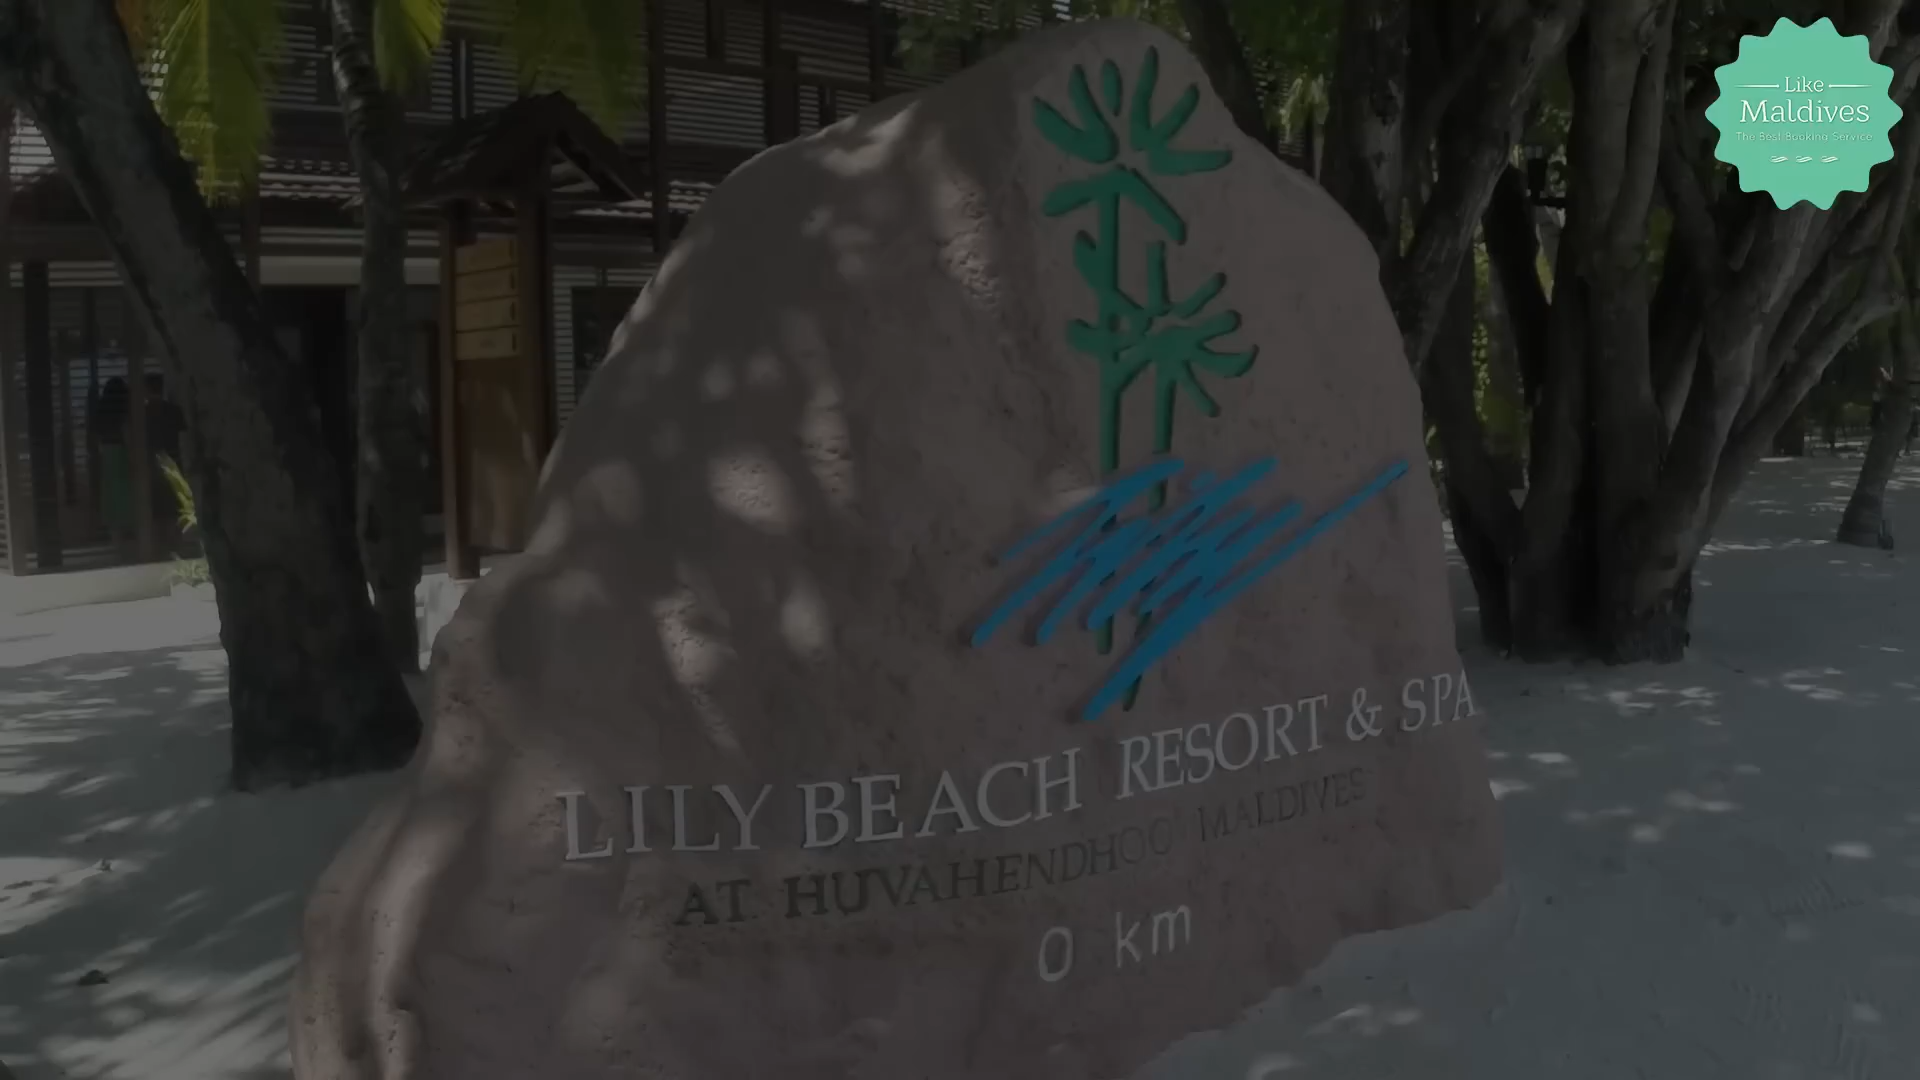 Like
Maldives
The Best Booking Service
LILY BEACH RESORT & SPA
AT HUVAHENDHOO MALDIVES
0 km